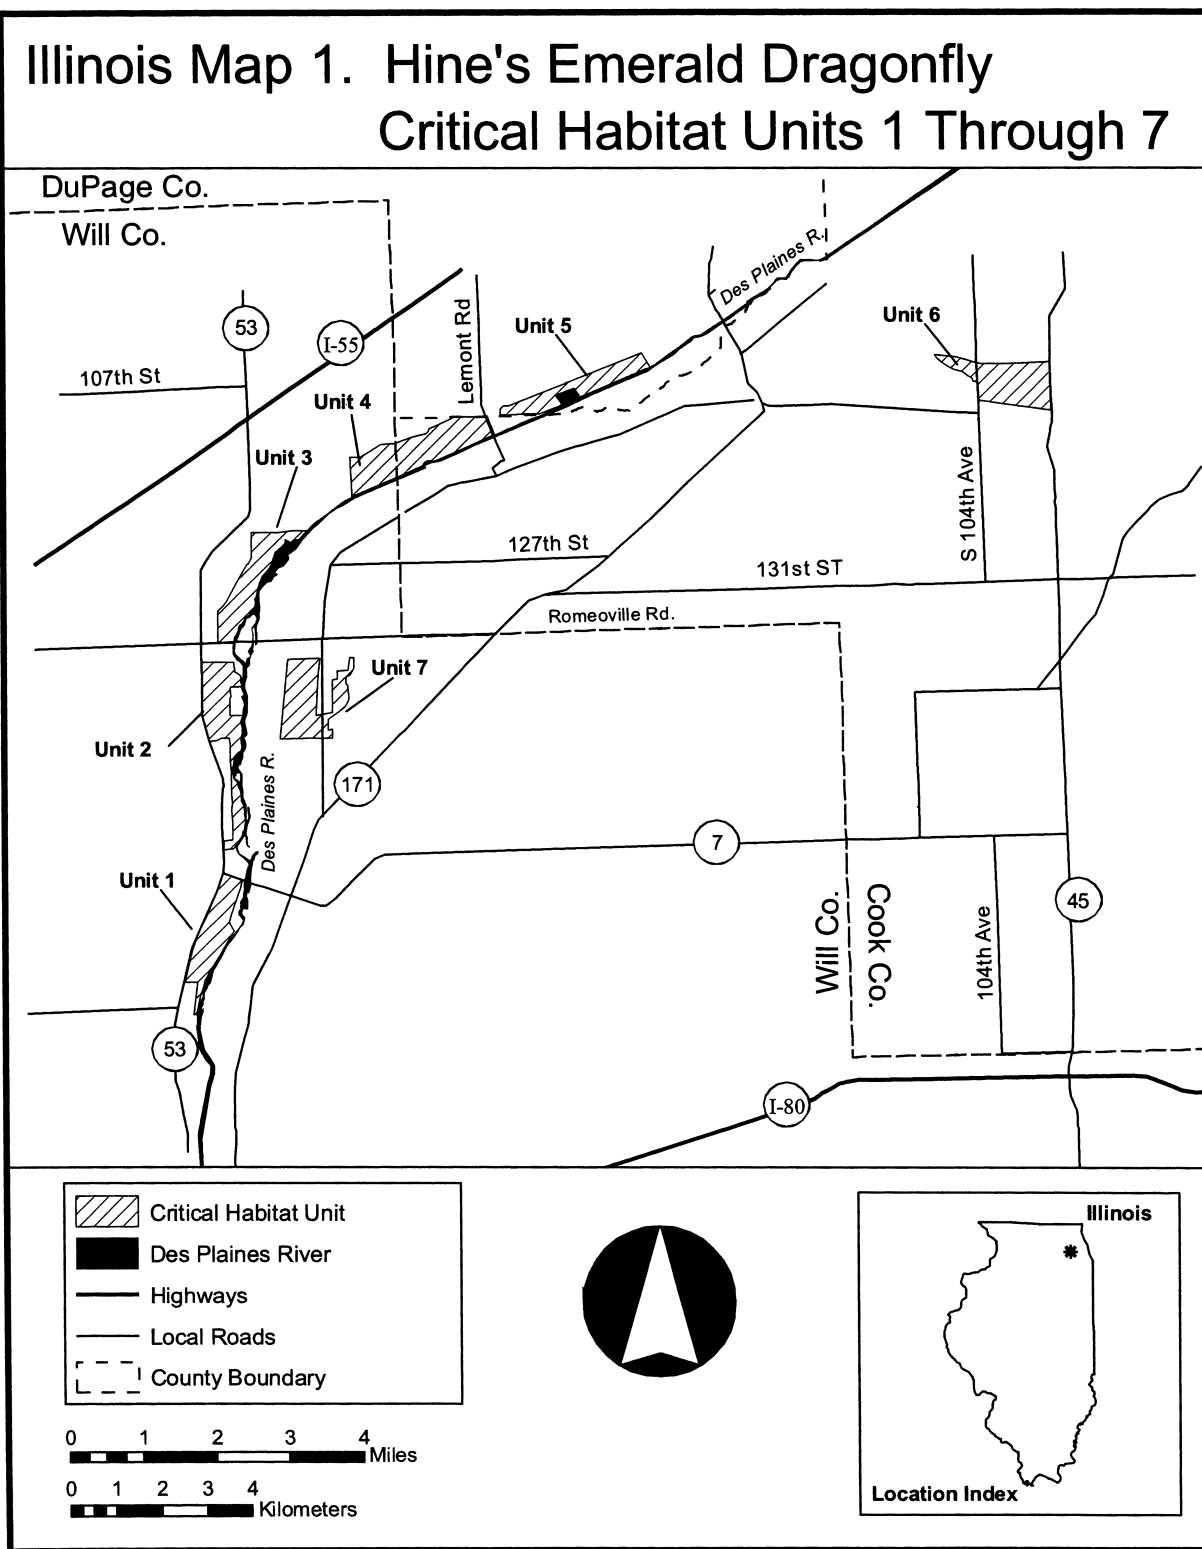 Illinois Map 1. Hine's Emerald Dragonfly
Critical Habitat Units 1 Through 7
DuPage Co.
Will Co.
Des Plaines R.
53
I-55
Lemont Rd
Unit 5
Unit 6
107th St
Unit 4
Unit 3
S 104th Ave
127th St
131st ST
Romeoville Rd.
Unit 7
Unit 2
Des Plaines R.
171
7
Unit 1
Will Co.
Cook Co.
104th Ave
45
53
I-80
Critical Habitat Unit
Des Plaines River
Highways
Local Roads
County Boundary
0 1 2 3 4
Miles
0 1 2 3 4
Kilometers
Illinois
Location Index